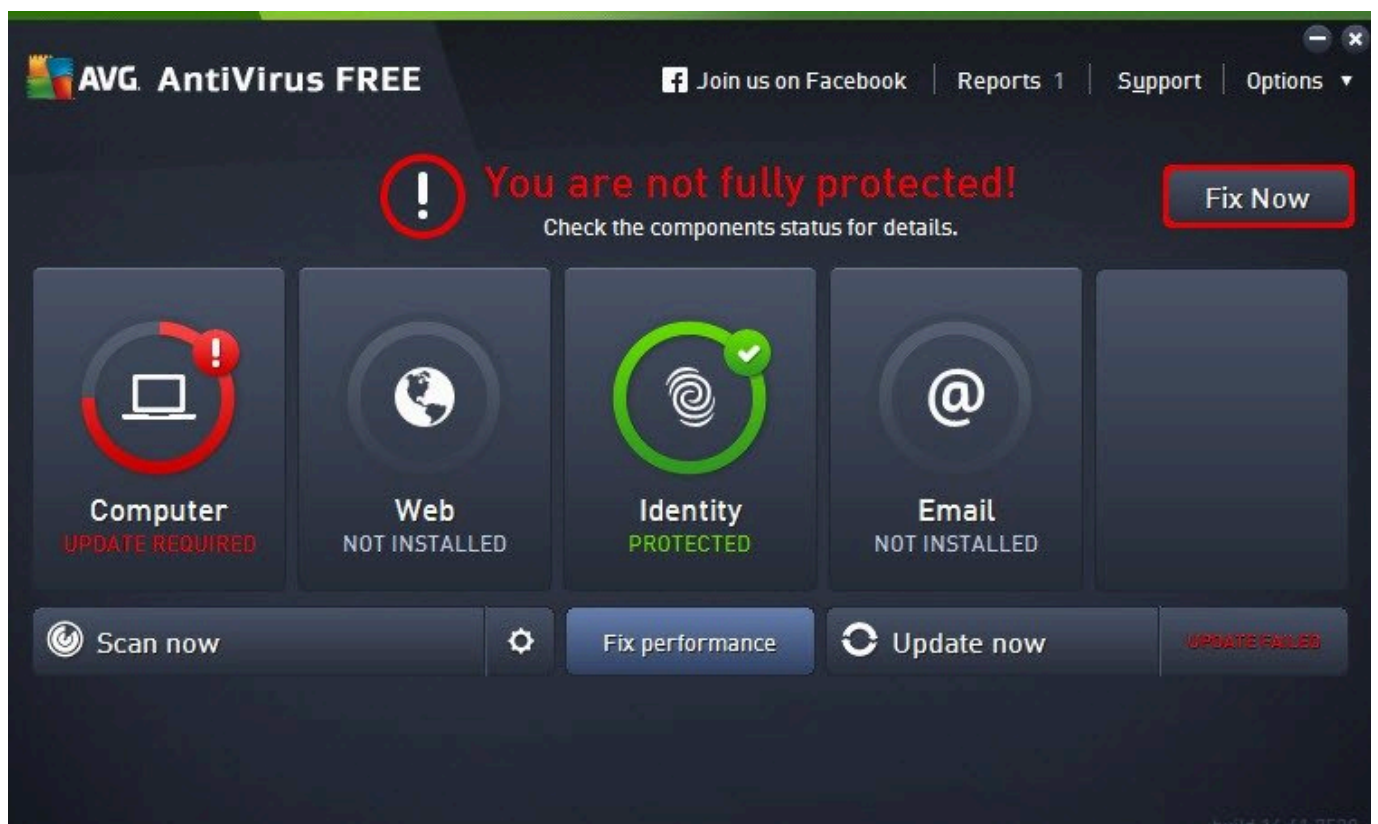 AVG. AntiVirus FREE
Join us on Facebook
Reports 1
Support
Options
You are not fully protected!
Fix Now
Check the components status for details.
Computer
UPDATE REQUIRED
Web
NOT INSTALLED
Identity
PROTECTED
Email
@
NOT INSTALLED
Scan now
Fix performance
Update now
UPDATE FAILED